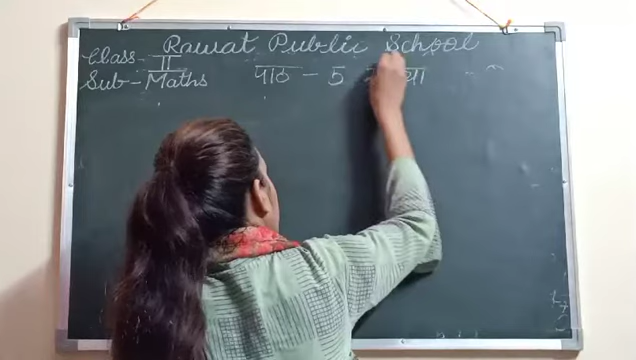 Rawat Public School
Class - II
Sub - Maths
पाठ - 5